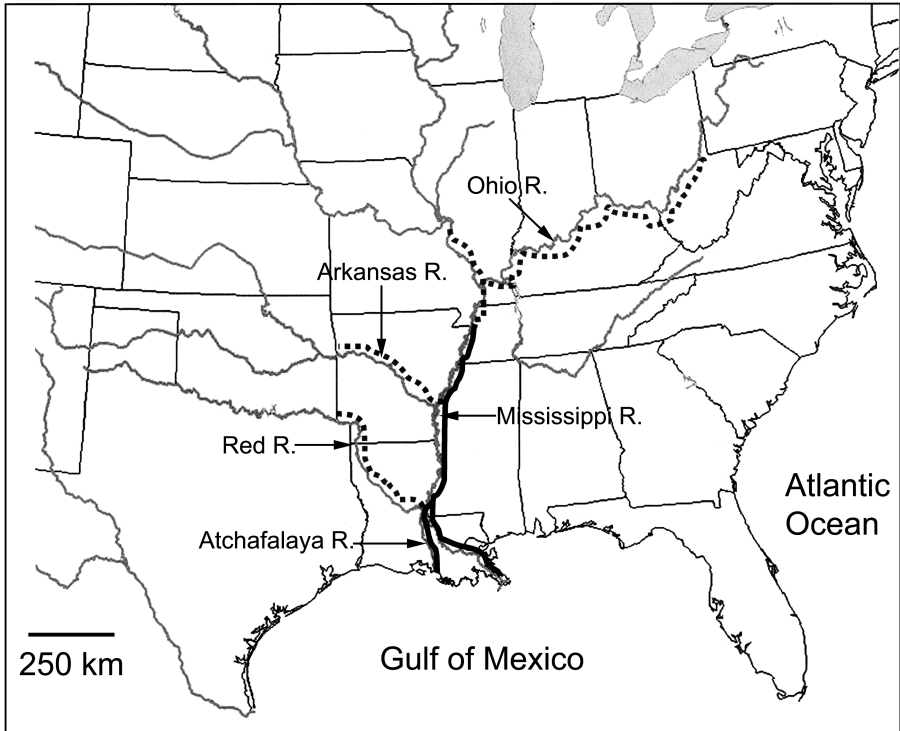 Ohio R.
Arkansas R.
Mississippi R.
Red R.
Atlantic
Ocean
Atchafalaya R.
250 km
Gulf of Mexico